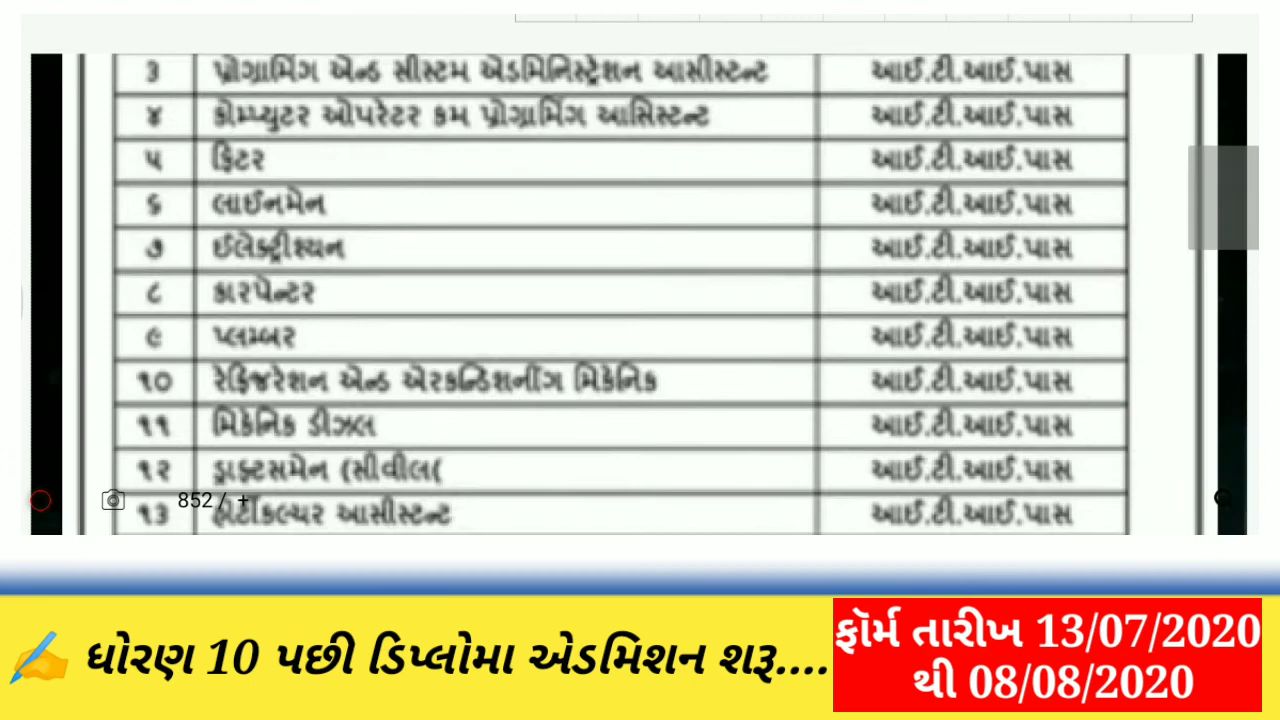 ૩ પ્રોગ્રામિંગ એન્ડ સીસ્ટમ એડમિનિસ્ટ્રેશન આસીસ્ટન્ટ આઈ.ટી.આઈ.પાસ
૪ કોમ્પ્યુટર ઓપરેટર કમ પ્રોગ્રામિંગ આસિસ્ટન્ટ આઈ.ટી.આઈ.પાસ
૫ ફિટર આઈ.ટી.આઈ.પાસ
૬ લાઈનમેન આઈ.ટી.આઈ.પાસ
૭ ઈલેક્ટ્રીશ્યન આઈ.ટી.આઈ.પાસ
૮ કારપેન્ટર આઈ.ટી.આઈ.પાસ
૯ પ્લમ્બર આઈ.ટી.આઈ.પાસ
૧૦ રેફ્રિજરેશન એન્ડ એરકન્ડિશનીંગ મિકેનિક આઈ.ટી.આઈ.પાસ
૧૧ મિકેનિક ડીઝલ આઈ.ટી.આઈ.પાસ
૧૨ ડ્રાફ્ટસમેન (સીવીલ( આઈ.ટી.આઈ.પાસ
852 / +
૧૩ હોર્ટીકલ્ચર આસીસ્ટન્ટ આઈ.ટી.આઈ.પાસ
✍ ધોરણ 10 પછી ડિપ્લોમા એડમિશન શરૂ....
ફૉર્મ તારીખ 13/07/2020
થી 08/08/2020